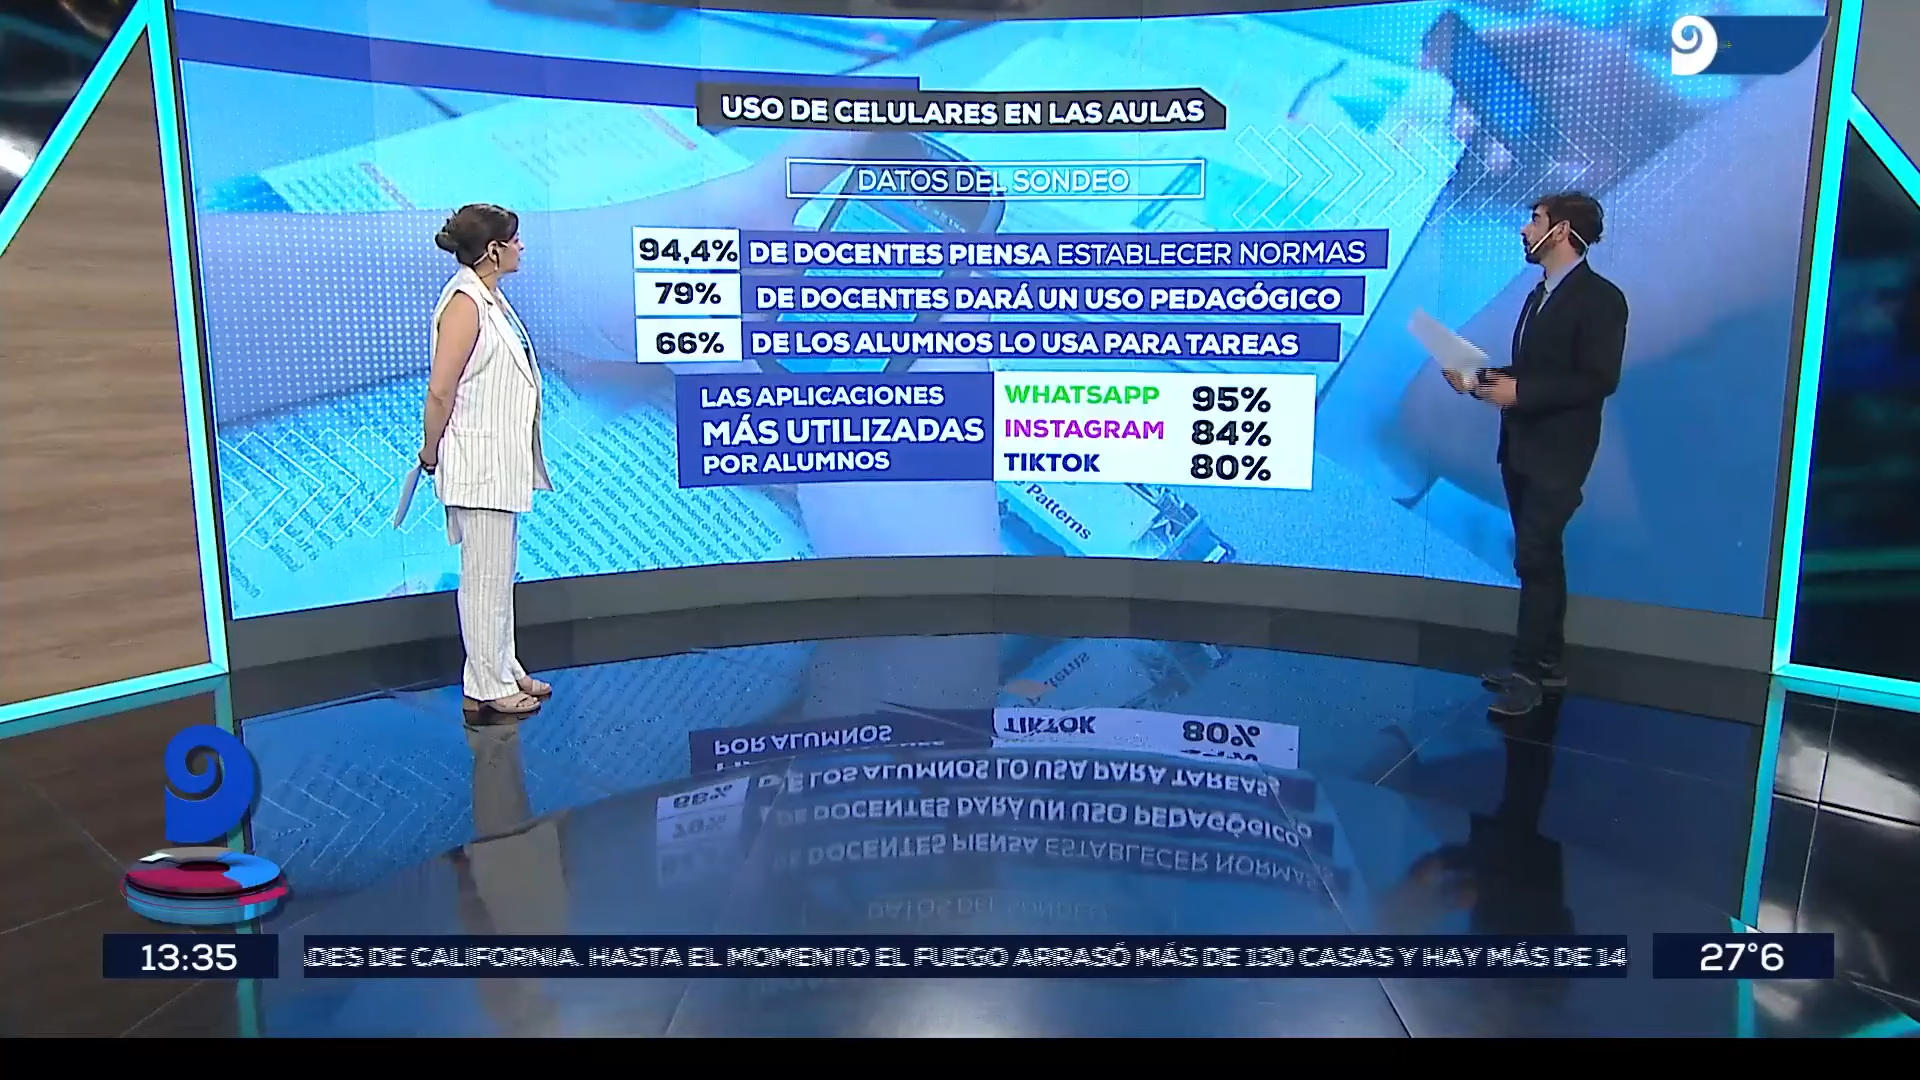 USO DE CELULARES EN LAS AULAS
DATOS DEL SONDEO
94,4% DE DOCENTES PIENSA ESTABLECER NORMAS
79% DE DOCENTES DARÁ UN USO PEDAGÓGICO
66% DE LOS ALUMNOS LO USA PARA TAREAS
LAS APLICACIONES
MÁS UTILIZADAS
POR ALUMNOS
WHATSAPP 95%
INSTAGRAM 84%
TIKTOK 80%
Patterns
9
13:35
DES DE CALIFORNIA. HASTA EL MOMENTO EL FUEGO ARRASÓ MÁS DE 130 CASAS Y HAY MÁS DE 14
27°6